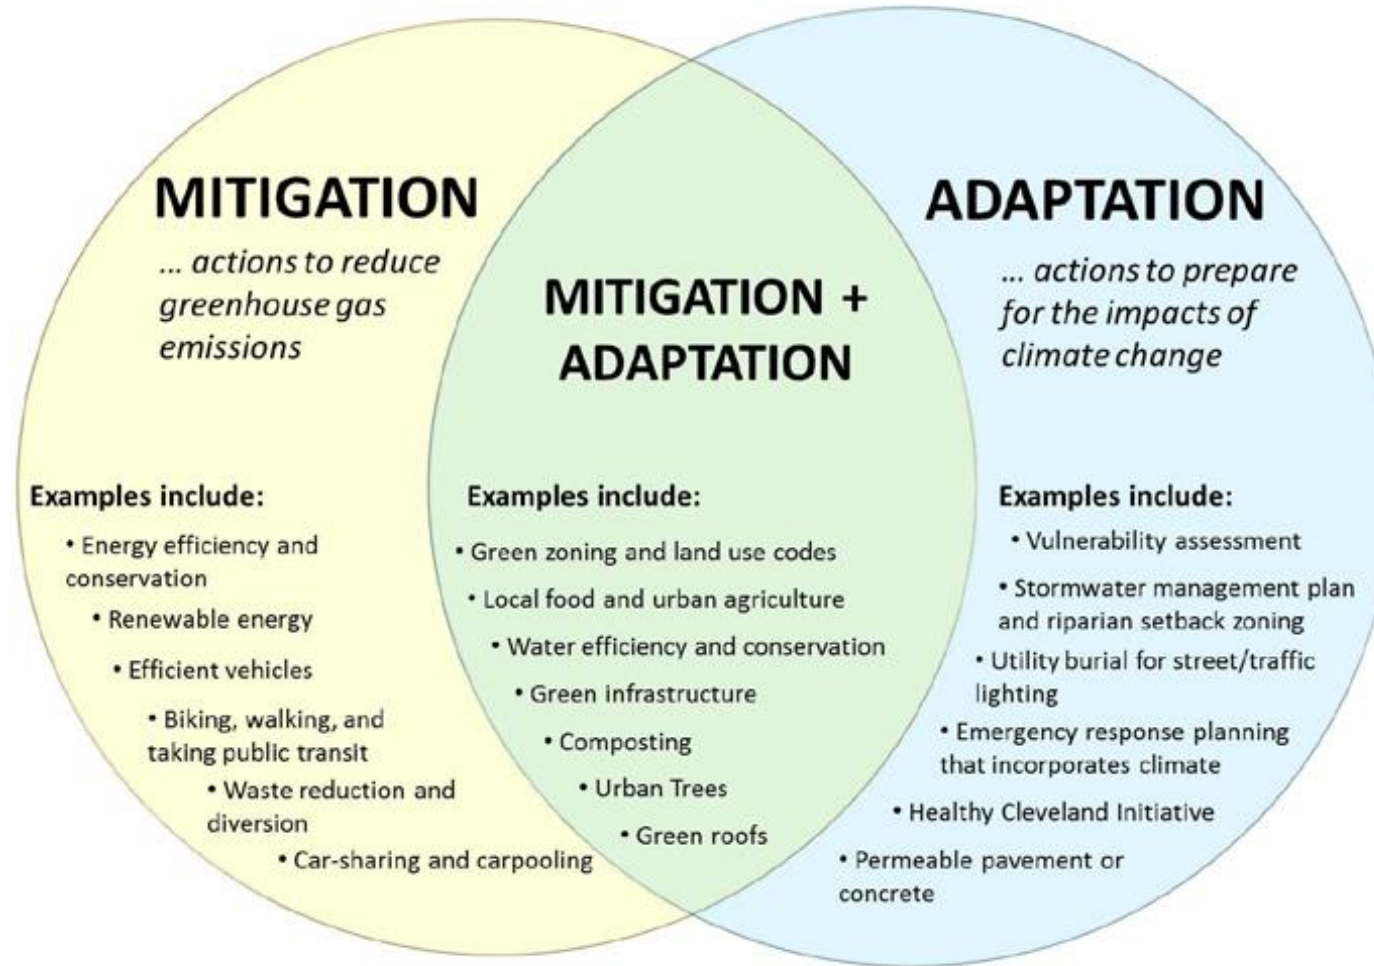 MITIGATION
... actions to reduce
greenhouse gas
emissions
Examples include:
• Energy efficiency and
conservation
• Renewable energy
• Efficient vehicles
• Biking, walking, and
taking public transit
• Waste reduction and
diversion
• Car-sharing and carpooling
MITIGATION +
ADAPTATION
Examples include:
• Green zoning and land use codes
• Local food and urban agriculture
• Water efficiency and conservation
• Green infrastructure
• Composting
• Urban Trees
• Green roofs
ADAPTATION
... actions to prepare
for the impacts of
climate change
Examples include:
• Vulnerability assessment
• Stormwater management plan
and riparian setback zoning
• Utility burial for street/traffic
lighting
• Emergency response planning
that incorporates climate
• Healthy Cleveland Initiative
• Permeable pavement or
concrete